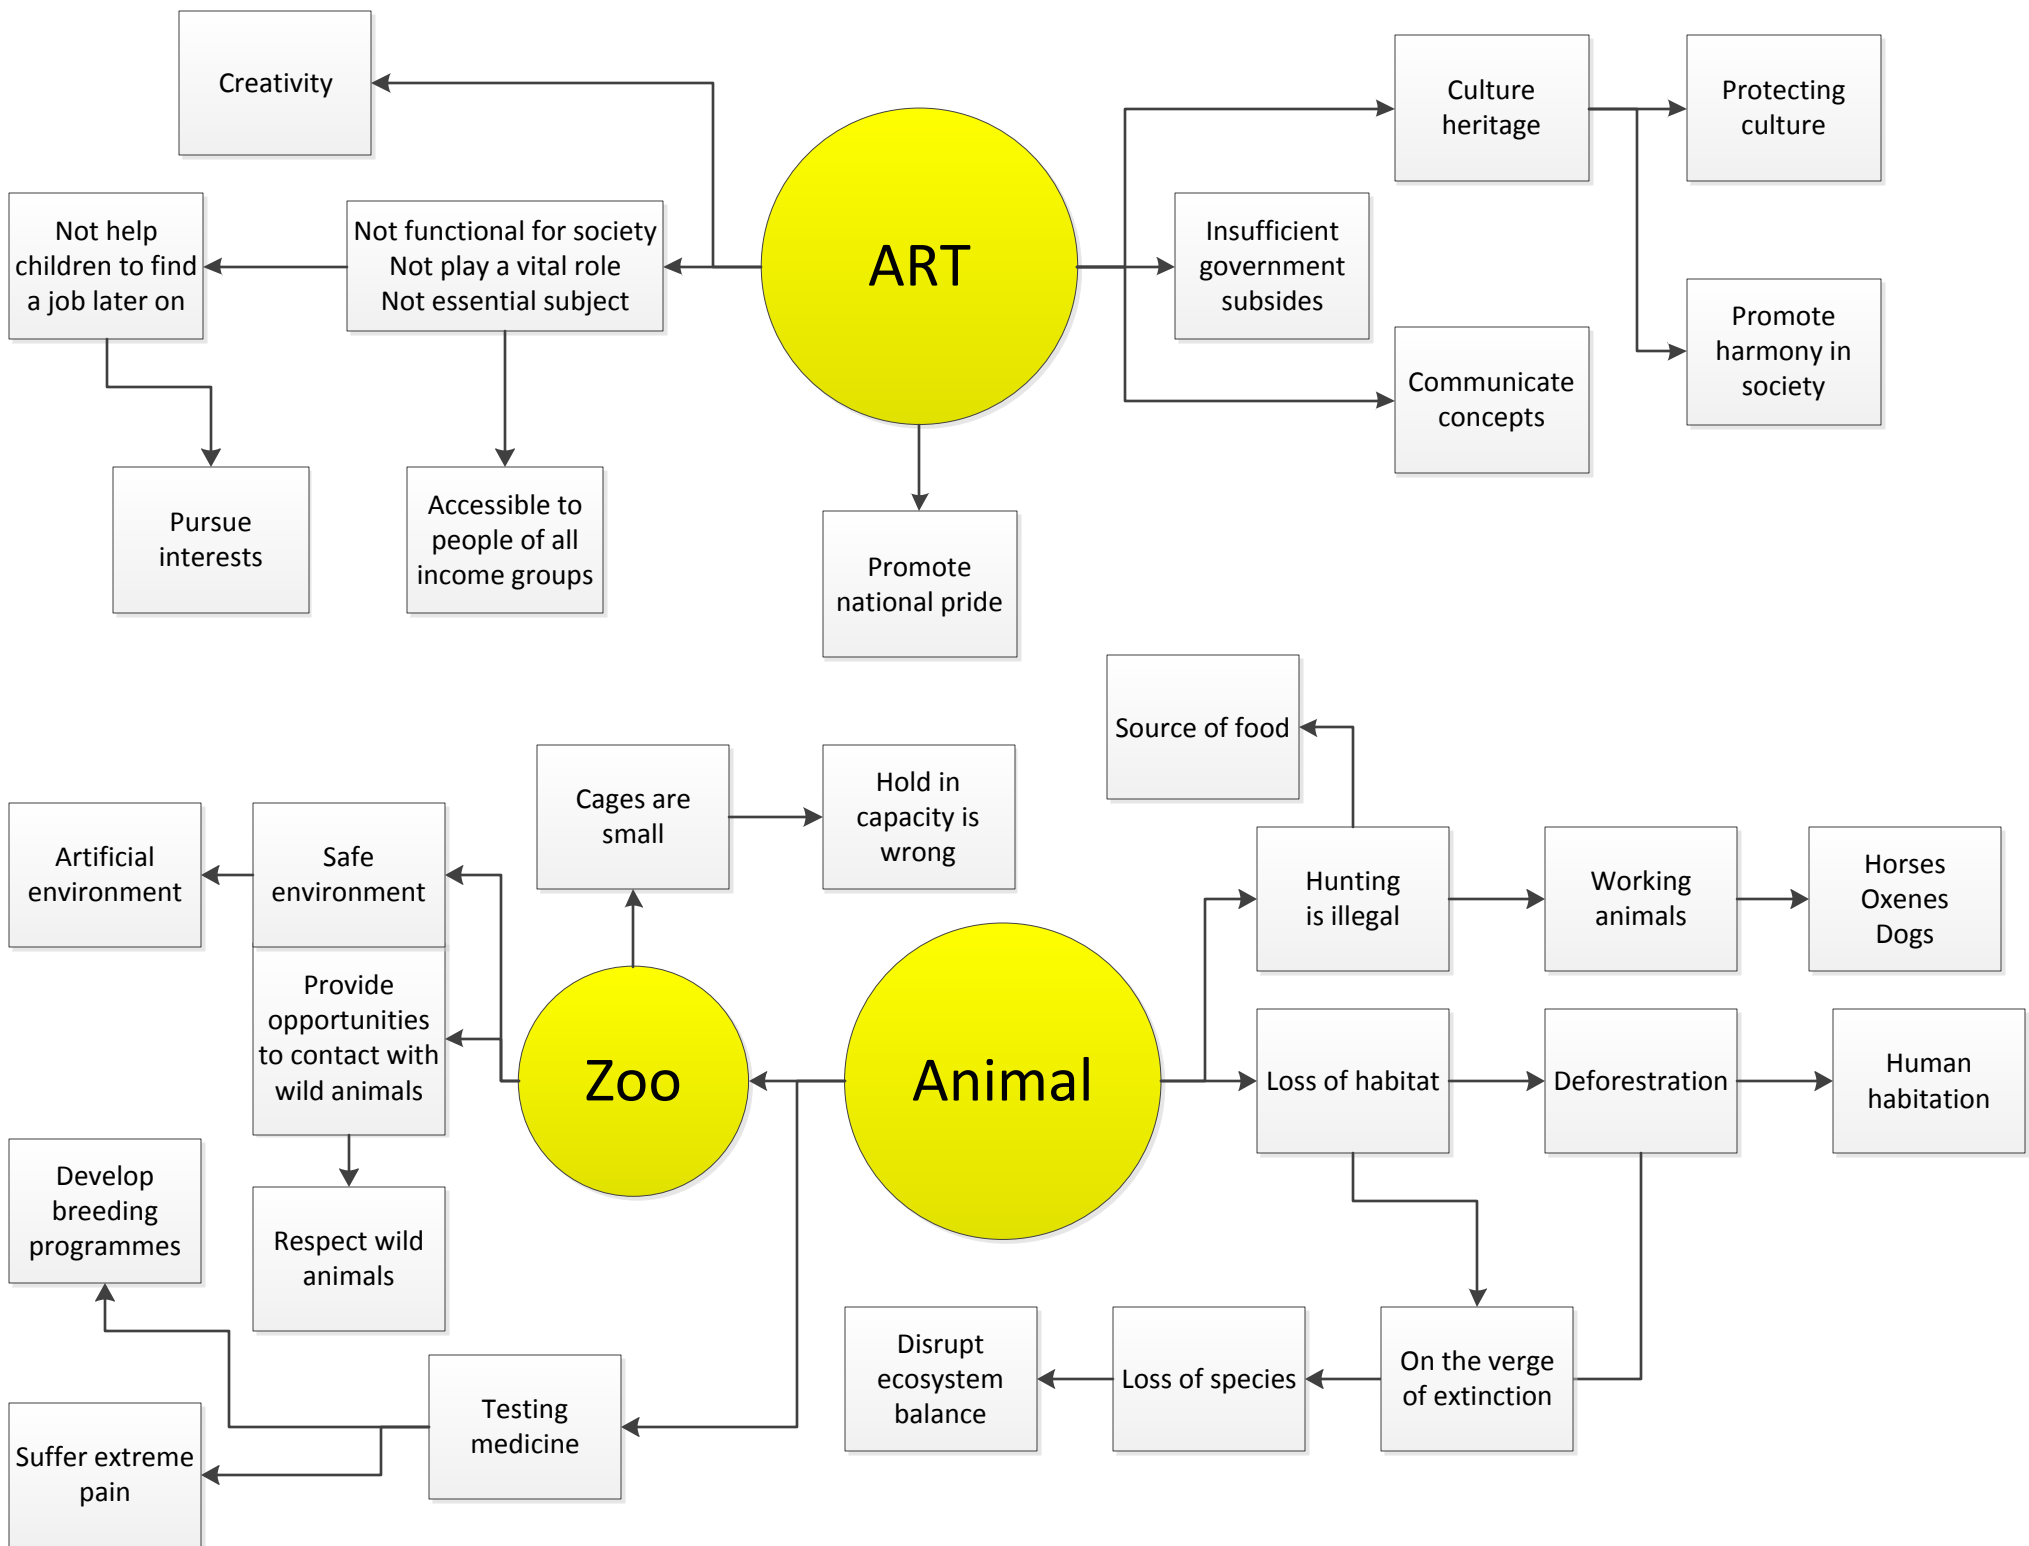 Creativity
Culture
heritage
Protecting
culture
Not help
children to find
a job later on
Not functional for society
Not play a vital role
Not essential subject
ART
Insufficient
government
subsides
Promote
harmony in
society
Communicate
concepts
Pursue
interests
Accessible to
people of all
income groups
Promote
national pride
Source of food
Cages are
small
Hold in
capacity is
wrong
Artificial
environment
Safe
environment
Hunting
is illegal
Working
animals
Horses
Oxenes
Dogs
Provide
opportunities
to contact with
wild animals
Zoo
Animal
Loss of habitat
Deforestration
Human
habitation
Develop
breeding
programmes
Respect wild
animals
Disrupt
ecosystem
balance
Loss of species
On the verge
of extinction
Testing
medicine
Suffer extreme
pain